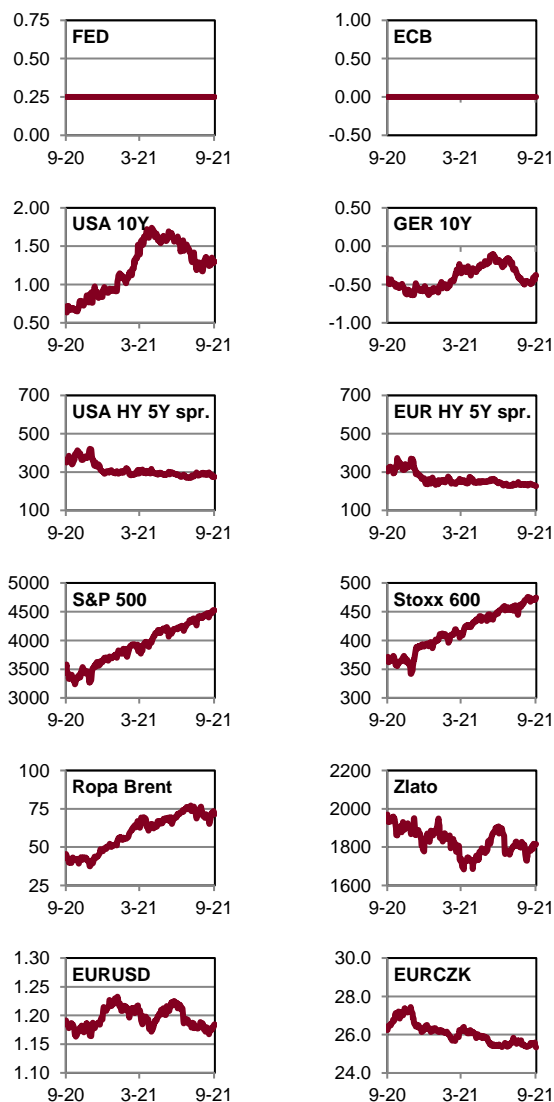 FED
0.75
0.50
0.25
0.00
9-20 3-21 9-21
ECB
1.00
0.50
0.00
-0.50
9-20 3-21 9-21
USA 10Y
2.00
1.50
1.00
0.50
9-20 3-21 9-21
GER 10Y
0.50
0.00
-0.50
-1.00
9-20 3-21 9-21
USA HY 5Y spr.
700
500
300
100
9-20 3-21 9-21
EUR HY 5Y spr.
700
500
300
100
9-20 3-21 9-21
S&P 500
5000
4500
4000
3500
3000
9-20 3-21 9-21
Stoxx 600
500
450
400
350
300
9-20 3-21 9-21
Ropa Brent
100
75
50
25
9-20 3-21 9-21
Zlato
2200
2000
1800
1600
9-20 3-21 9-21
EURUSD
1.30
1.25
1.20
1.15
1.10
9-20 3-21 9-21
EURCZK
30.0
28.0
26.0
24.0
9-20 3-21 9-21